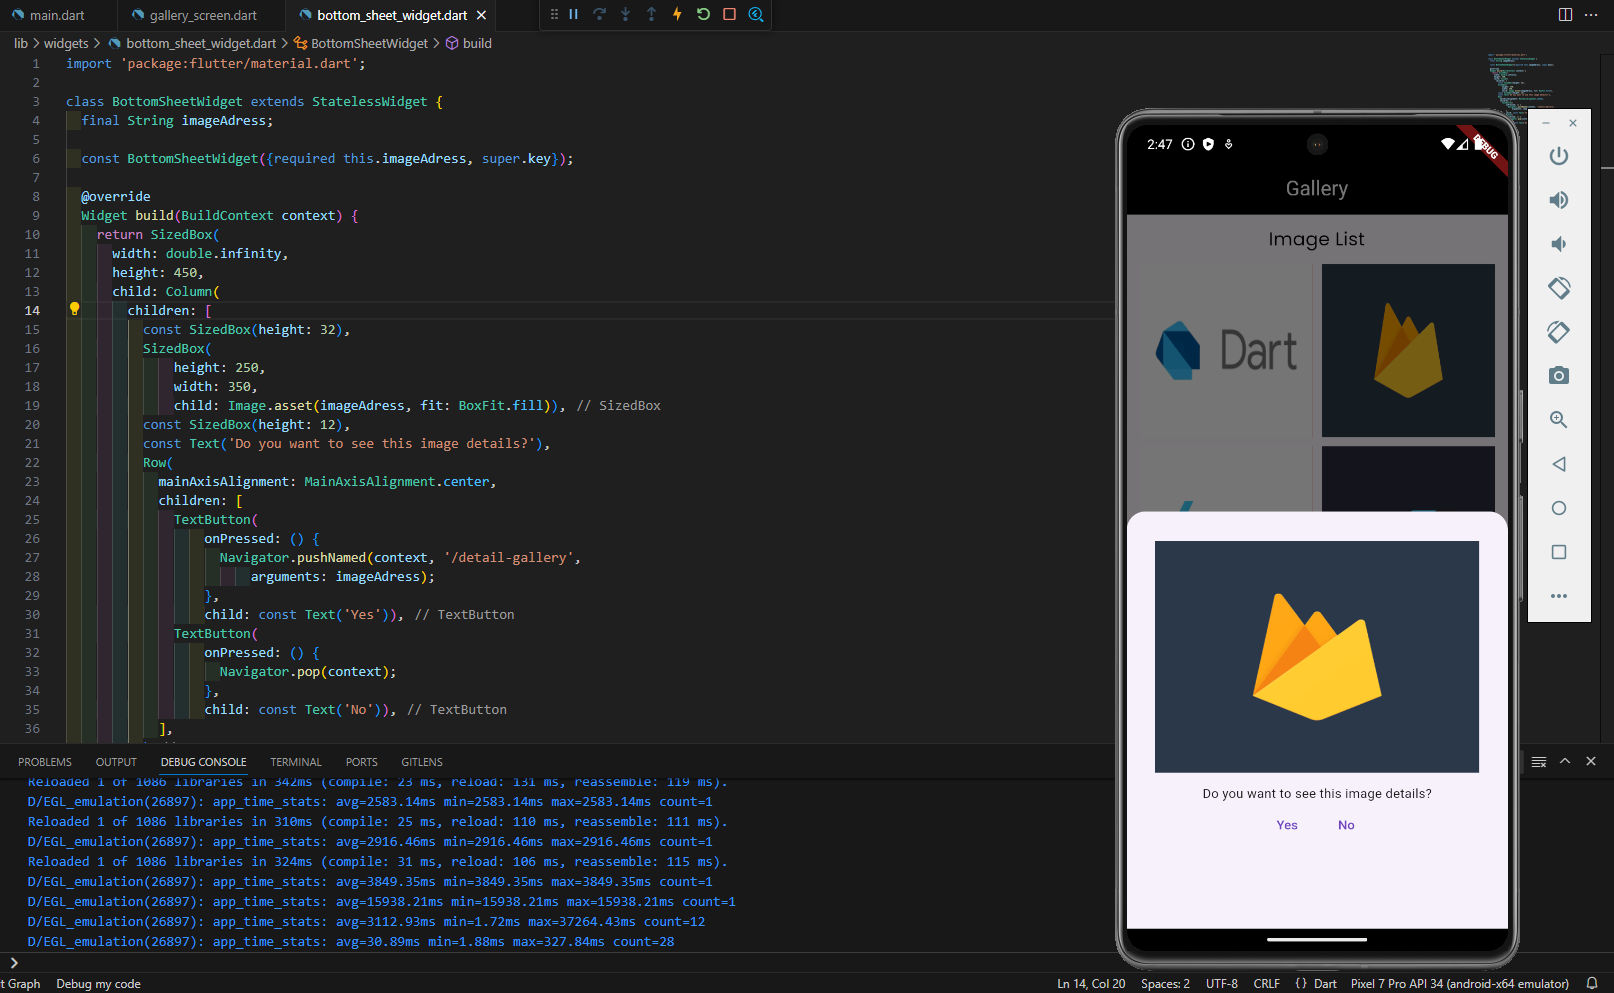 main.dart
gallery_screen.dart
bottom_sheet_widget.dart
lib > widgets > bottom_sheet_widget.dart > BottomSheetWidget > build
1 import 'package:flutter/material.dart';
2
3 class BottomSheetWidget extends StatelessWidget {
4 final String imageAdress;
5
6 const BottomSheetWidget({required this.imageAdress, super.key});
7
8 @override
9 Widget build(BuildContext context) {
10 return SizedBox(
11 width: double.infinity,
12 height: 450,
13 child: Column(
14 children: [
15 const SizedBox(height: 32),
16 SizedBox(
17 height: 250,
18 width: 350,
19 child: Image.asset(imageAdress, fit: BoxFit.fill)), // SizedBox
20 const SizedBox(height: 12),
21 const Text('Do you want to see this image details?'),
22 Row(
23 mainAxisAlignment: MainAxisAlignment.center,
24 children: [
25 TextButton(
26 onPressed: () {
27 Navigator.pushNamed(context, '/detail-gallery',
28 arguments: imageAdress);
29 },
30 child: const Text('Yes')), // TextButton
31 TextButton(
32 onPressed: () {
33 Navigator.pop(context);
34 },
35 child: const Text('No')), // TextButton
36 ],
PROBLEMS OUTPUT DEBUG CONSOLE TERMINAL PORTS GITLENS
Reloaded 1 of 1086 libraries in 342ms (compile: 23 ms, reload: 131 ms, reassemble: 119 ms).
D/EGL_emulation(26897): app_time_stats: avg=2583.14ms min=2583.14ms max=2583.14ms count=1
Reloaded 1 of 1086 libraries in 310ms (compile: 25 ms, reload: 110 ms, reassemble: 111 ms).
D/EGL_emulation(26897): app_time_stats: avg=2916.46ms min=2916.46ms max=2916.46ms count=1
Reloaded 1 of 1086 libraries in 324ms (compile: 31 ms, reload: 106 ms, reassemble: 115 ms).
D/EGL_emulation(26897): app_time_stats: avg=3849.35ms min=3849.35ms max=3849.35ms count=1
D/EGL_emulation(26897): app_time_stats: avg=15938.21ms min=15938.21ms max=15938.21ms count=1
D/EGL_emulation(26897): app_time_stats: avg=3112.93ms min=1.72ms max=37264.43ms count=12
D/EGL_emulation(26897): app_time_stats: avg=30.89ms min=1.88ms max=327.84ms count=28
>
t Graph Debug my code
Ln 14, Col 20 Spaces: 2 UTF-8 CRLF {} Dart Pixel 7 Pro API 34 (android-x64 emulator)
2:47
DEBUG
Gallery
Image List
Dart
Do you want to see this image details?
Yes No